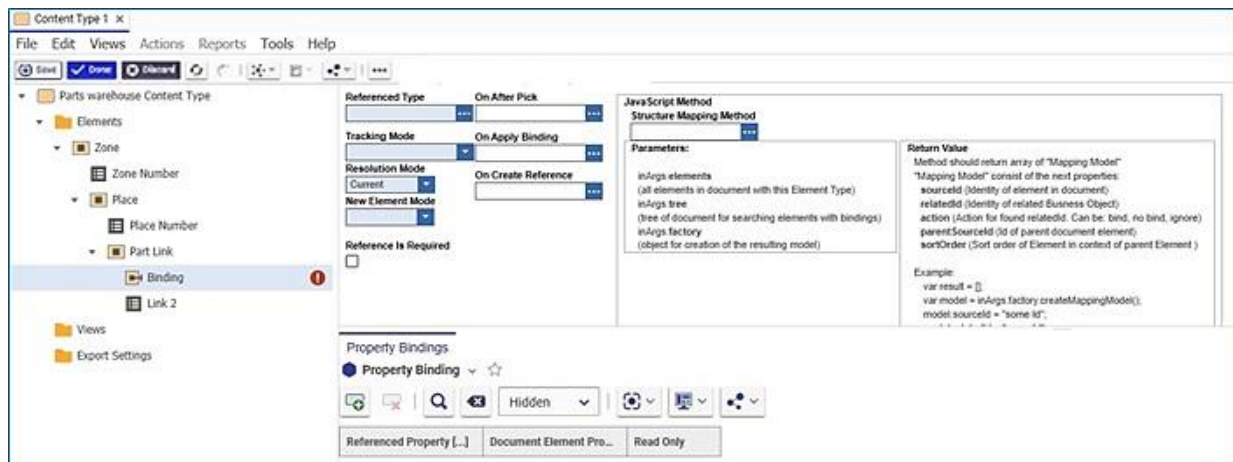 Content Type 1 ×
File Edit Views Actions Reports Tools Help
Save Done Discard
Parts warehouse Content Type
Elements
Zone
Zone Number
Place
Place Number
Part Link
Binding
Link 2
Views
Export Settings
Referenced Type
On After Pick
Tracking Mode
On Apply Binding
Resolution Mode
Current
On Create Reference
New Element Mode
Reference Is Required
JavaScript Method
Structure Mapping Method
Parameters:
inArgs.elements
(all elements in document with this Element Type)
inArgs.tree
(tree of document for searching elements with bindings)
inArgs.factory
(object for creation of the resulting model)
Return Value
Method should return array of "Mapping Model"
"Mapping Model" consist of the next properties:
sourceId (Identity of element in document)
relatedId (Identity of related Business Object)
action (Action for found relatedId. Can be: bind, no bind, ignore)
parentSourceId (Id of parent document element)
sortOrder (Sort order of Element in context of parent Element )
Example:
var result = [];
var model = inArgs.factory.createMappingModel();
model.sourceId = "some Id";
Property Bindings
Property Binding
Hidden
Referenced Property [...] Document Element Pro... Read Only